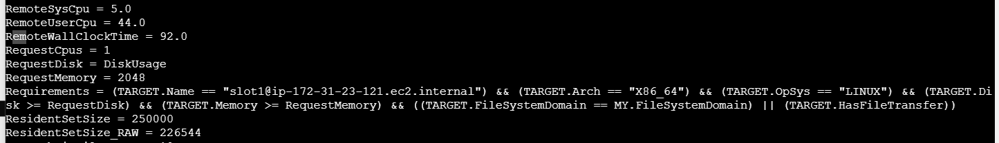 RemoteSysCpu = 5.0
RemoteUserCpu = 44.0
RemoteWallClockTime = 92.0
RequestCpus = 1
RequestDisk = DiskUsage
RequestMemory = 2048
Requirements = (TARGET.Name == "slot1@ip-172-31-23-121.ec2.internal") && (TARGET.Arch == "X86_64") && (TARGET.OpSys == "LINUX") && (TARGET.Di
sk >= RequestDisk) && (TARGET.Memory >= RequestMemory) && ((TARGET.FileSystemDomain == MY.FileSystemDomain) || (TARGET.HasFileTransfer))
ResidentSetSize = 250000
ResidentSetSize_RAW = 226544